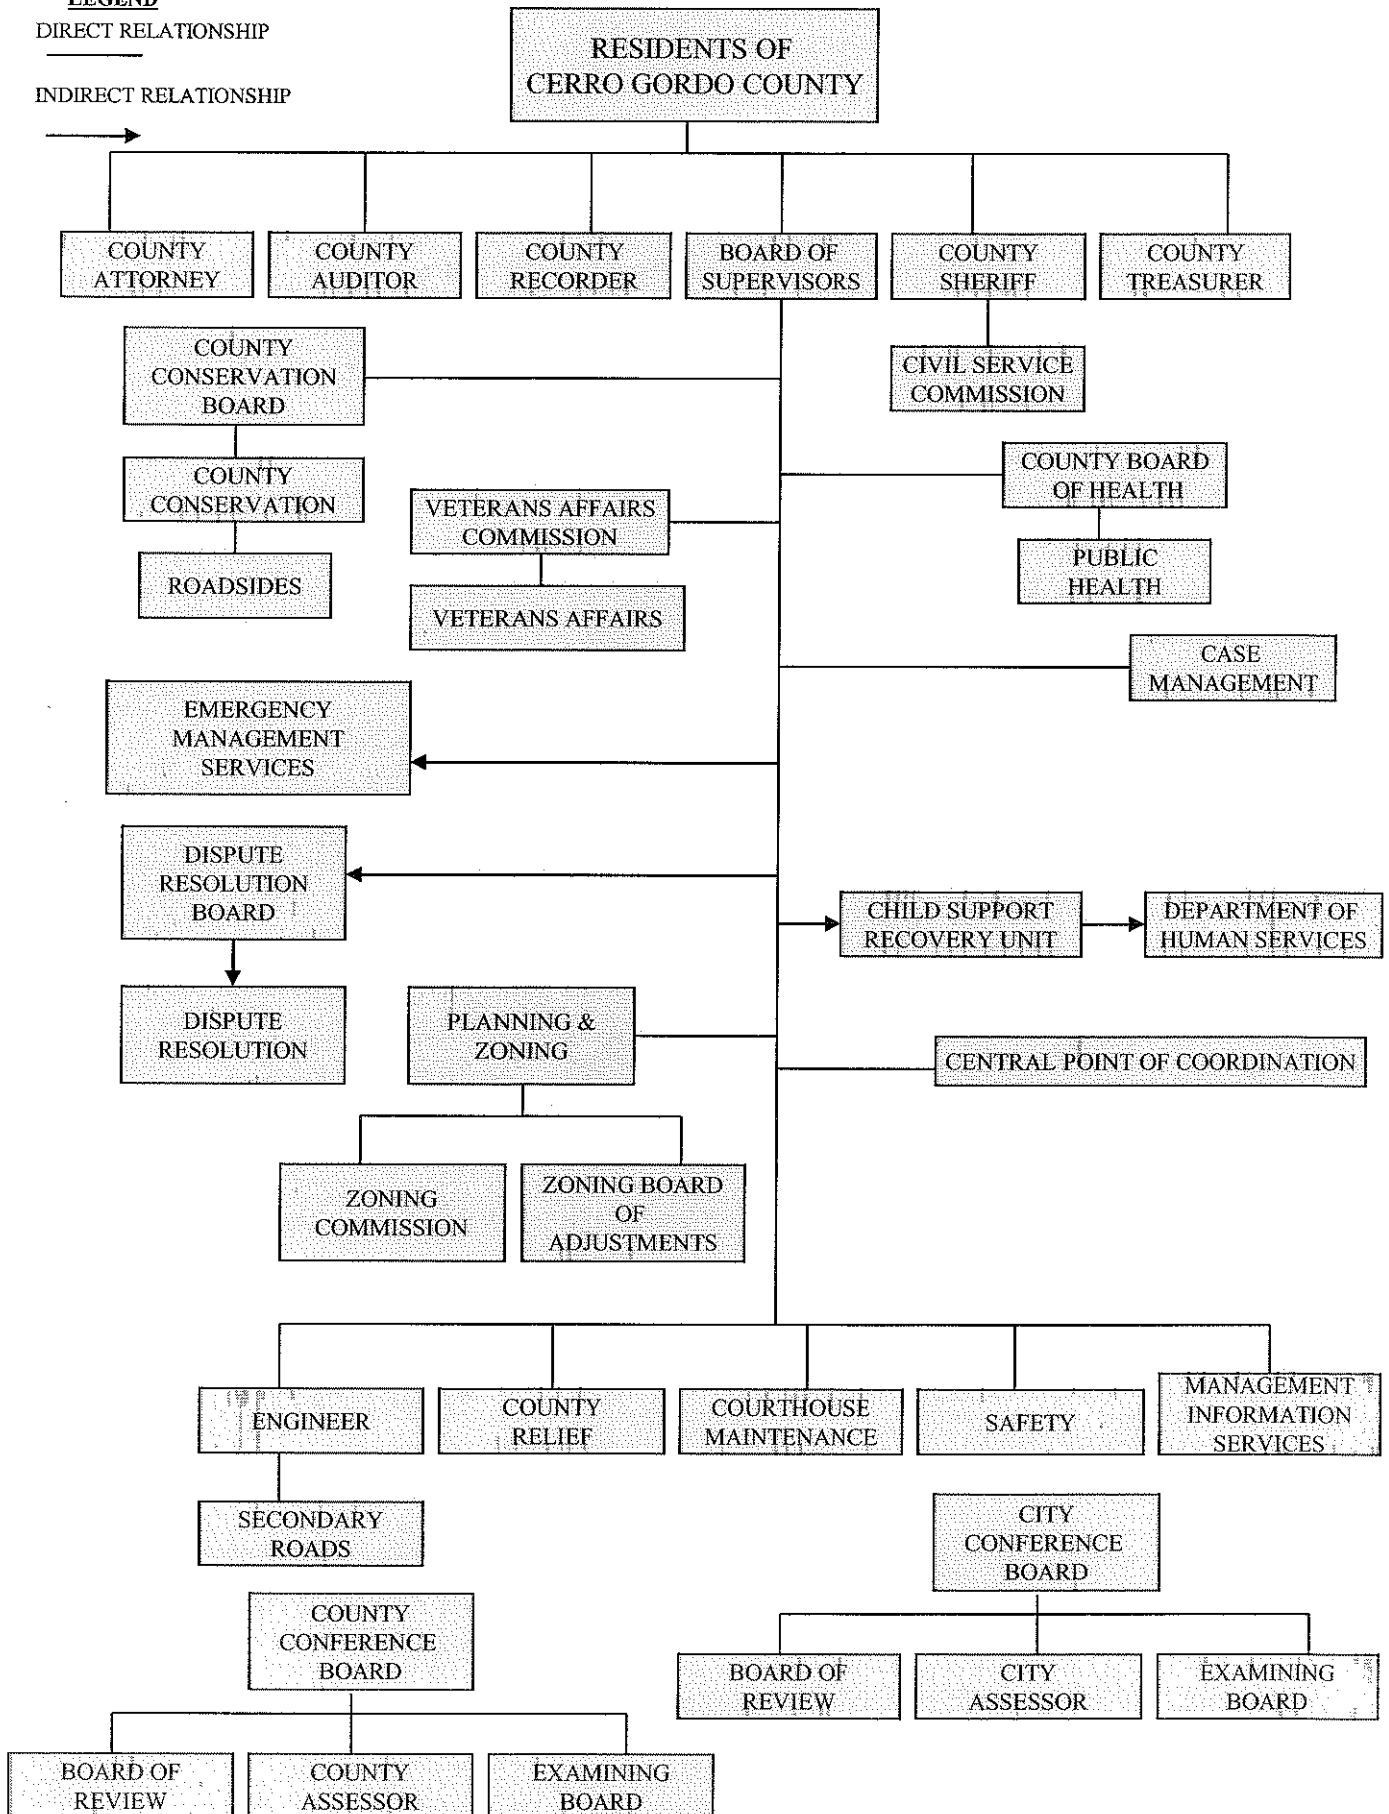 LEGEND
DIRECT RELATIONSHIP
INDIRECT RELATIONSHIP
RESIDENTS OF
CERRO GORDO COUNTY
COUNTY
ATTORNEY
COUNTY
AUDITOR
COUNTY
RECORDER
BOARD OF
SUPERVISORS
COUNTY
SHERIFF
COUNTY
TREASURER
COUNTY
CONSERVATION
BOARD
CIVIL SERVICE
COMMISSION
COUNTY
CONSERVATION
COUNTY BOARD
OF HEALTH
VETERANS AFFAIRS
COMMISSION
PUBLIC
HEALTH
ROADSIDES
VETERANS AFFAIRS
CASE
MANAGEMENT
EMERGENCY
MANAGEMENT
SERVICES
DISPUTE
RESOLUTION
BOARD
CHILD SUPPORT
RECOVERY UNIT
DEPARTMENT OF
HUMAN SERVICES
DISPUTE
RESOLUTION
PLANNING &
ZONING
CENTRAL POINT OF COORDINATION
ZONING
COMMISSION
ZONING BOARD
OF
ADJUSTMENTS
ENGINEER
COUNTY
RELIEF
COURTHOUSE
MAINTENANCE
SAFETY
MANAGEMENT
INFORMATION
SERVICES
SECONDARY
ROADS
CITY
CONFERENCE
BOARD
COUNTY
CONFERENCE
BOARD
BOARD OF
REVIEW
CITY
ASSESSOR
EXAMINING
BOARD
BOARD OF
REVIEW
COUNTY
ASSESSOR
EXAMINING
BOARD